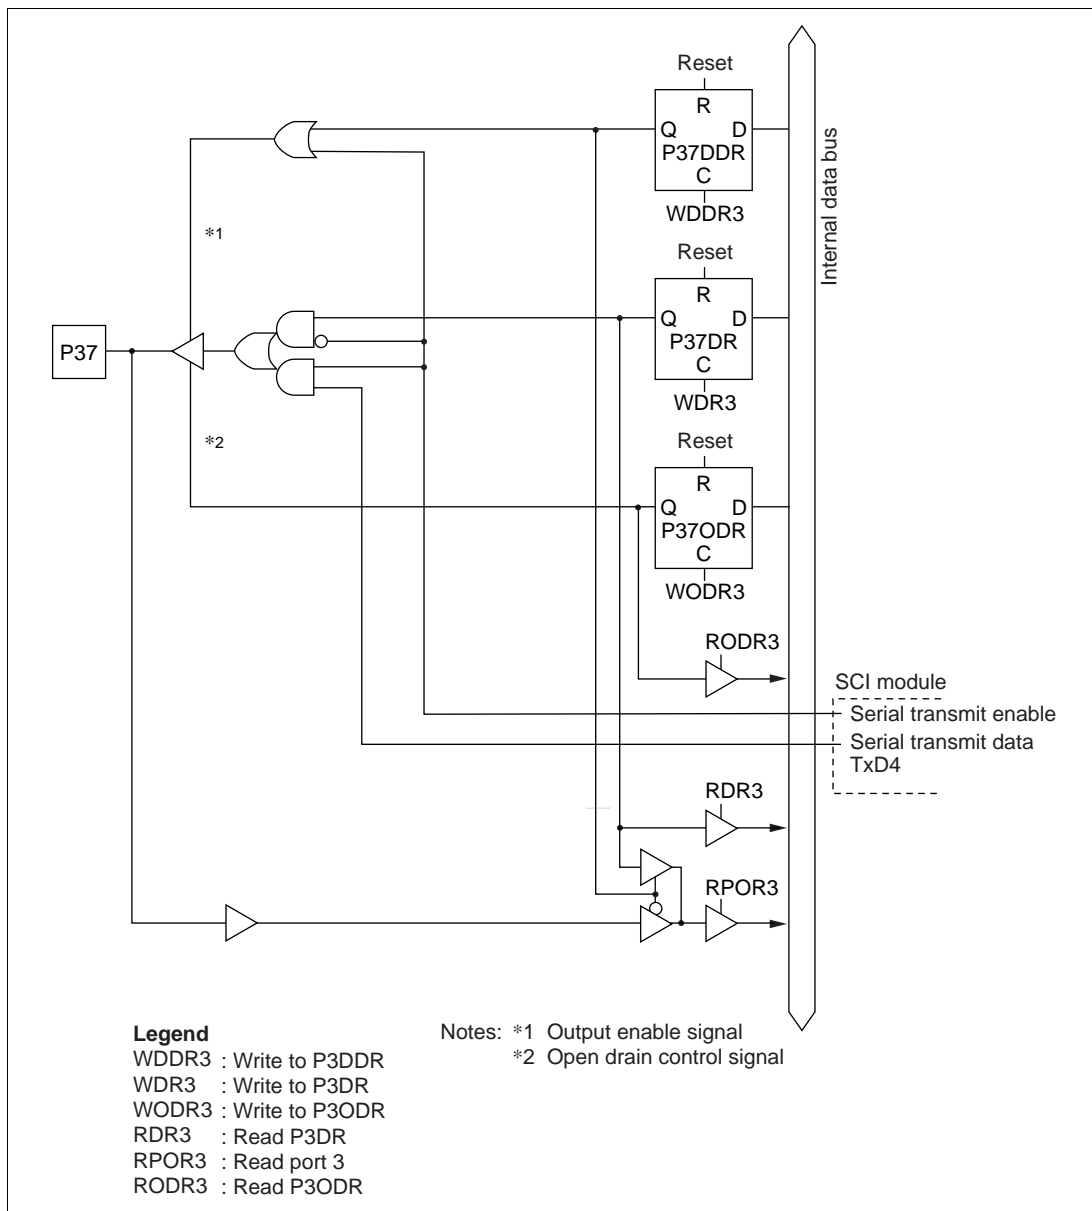 Reset
R
Q D
P37DDR
C
WDDR3
Internal data bus
*1
Reset
R
Q D
P37DR
C
WDR3
P37
*2
Reset
R
Q D
P37ODR
C
WODR3
RODR3
SCI module
Serial transmit enable
Serial transmit data
TxD4
RDR3
RPOR3
Legend
WDDR3 : Write to P3DDR
WDR3 : Write to P3DR
WODR3 : Write to P3ODR
RDR3 : Read P3DR
RPOR3 : Read port 3
RODR3 : Read P3ODR
Notes: *1 Output enable signal
*2 Open drain control signal